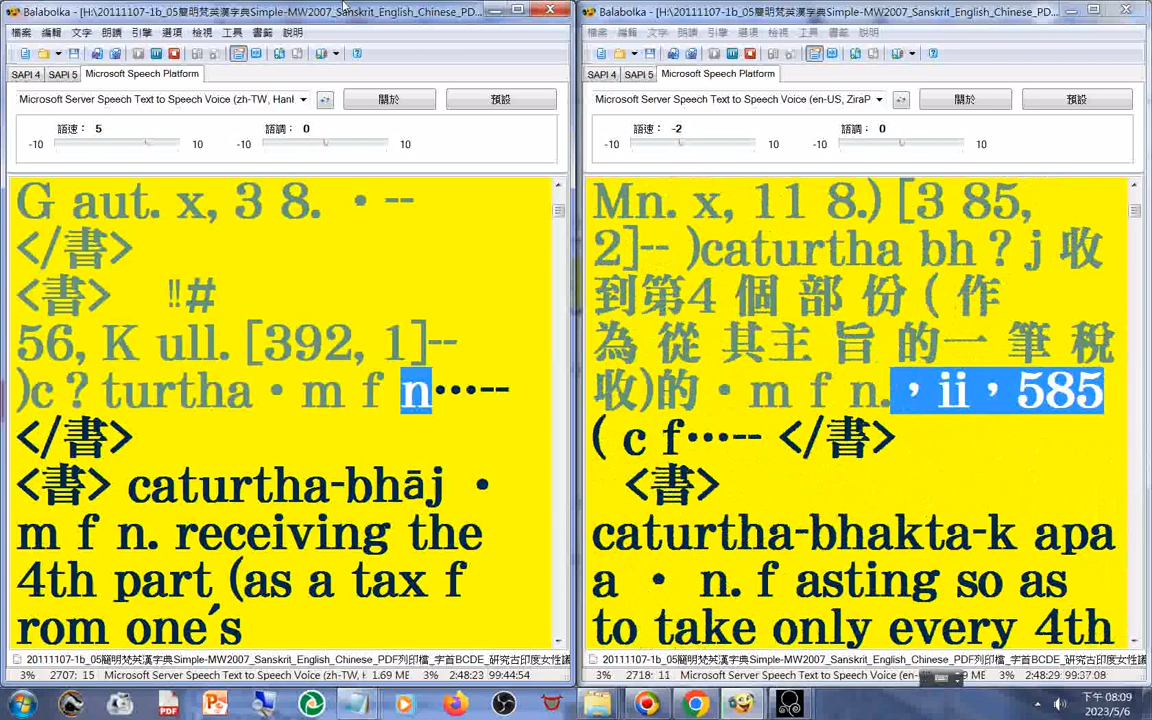 Balabolka - [H:\20111107-1b_05簡明梵英漢字典Simple-MW2007_Sanskrit_English_Chinese_PD...
檔案 編輯 文字 朗讀 引擎 選項 檢視 工具 書籤 說明
SAPI 4 SAPI 5 Microsoft Speech Platform
Microsoft Server Speech Text to Speech Voice (zh-TW, Hanl
關於 預設
語速： 5 語調： 0
-10 10 -10 10
G aut. x, 3 8. • --
</書>
<書> ‼#
56, K ull. [392, 1]--
)c ? turtha • m f n…--
</書>
<書> caturtha-bhāj •
m f n. receiving the
4th part (as a tax f
rom one's
20111107-1b_05簡明梵英漢字典Simple-MW2007_Sanskrit_English_Chinese_PDF列印檔_字首BCDE_研究古印度女性議
2707: 15 Microsoft Server Speech Text to Speech Voice (zh-TW, H 1.69 ME 3% 2:48:23 99:44:54
Balabolka - [H:\20111107-1b_05簡明梵英漢字典Simple-MW2007_Sanskrit_English_Chinese_PD...
檔案 編輯 文字 朗讀 引擎 選項 檢視 工具 書籤 說明
SAPI 4 SAPI 5 Microsoft Speech Platform
Microsoft Server Speech Text to Speech Voice (en-US, ZiraP
關於 預設
語速： -2 語調： 0
-10 10 -10 10
Mn. x, 11 8.) [3 85,
2]-- )caturtha bh ? j 收
到第4 個 部 份 ( 作
為 從 其主 旨 的一 筆 稅
收)的 • m f n.，ii，585
( c f…-- </書>
<書>
caturtha-bhakta-k apa
a • n. f asting so as
to take only every 4th
20111107-1b_05簡明梵英漢字典Simple-MW2007_Sanskrit_English_Chinese_PDF列印檔_字首BCDE_研究古印度女性議
3% 2718: 11 Microsoft Server Speech Text to Speech Voice (en-US, 9 ME 3% 2:48:29 99:37:08
PDF
下午 08:09
2023/5/6